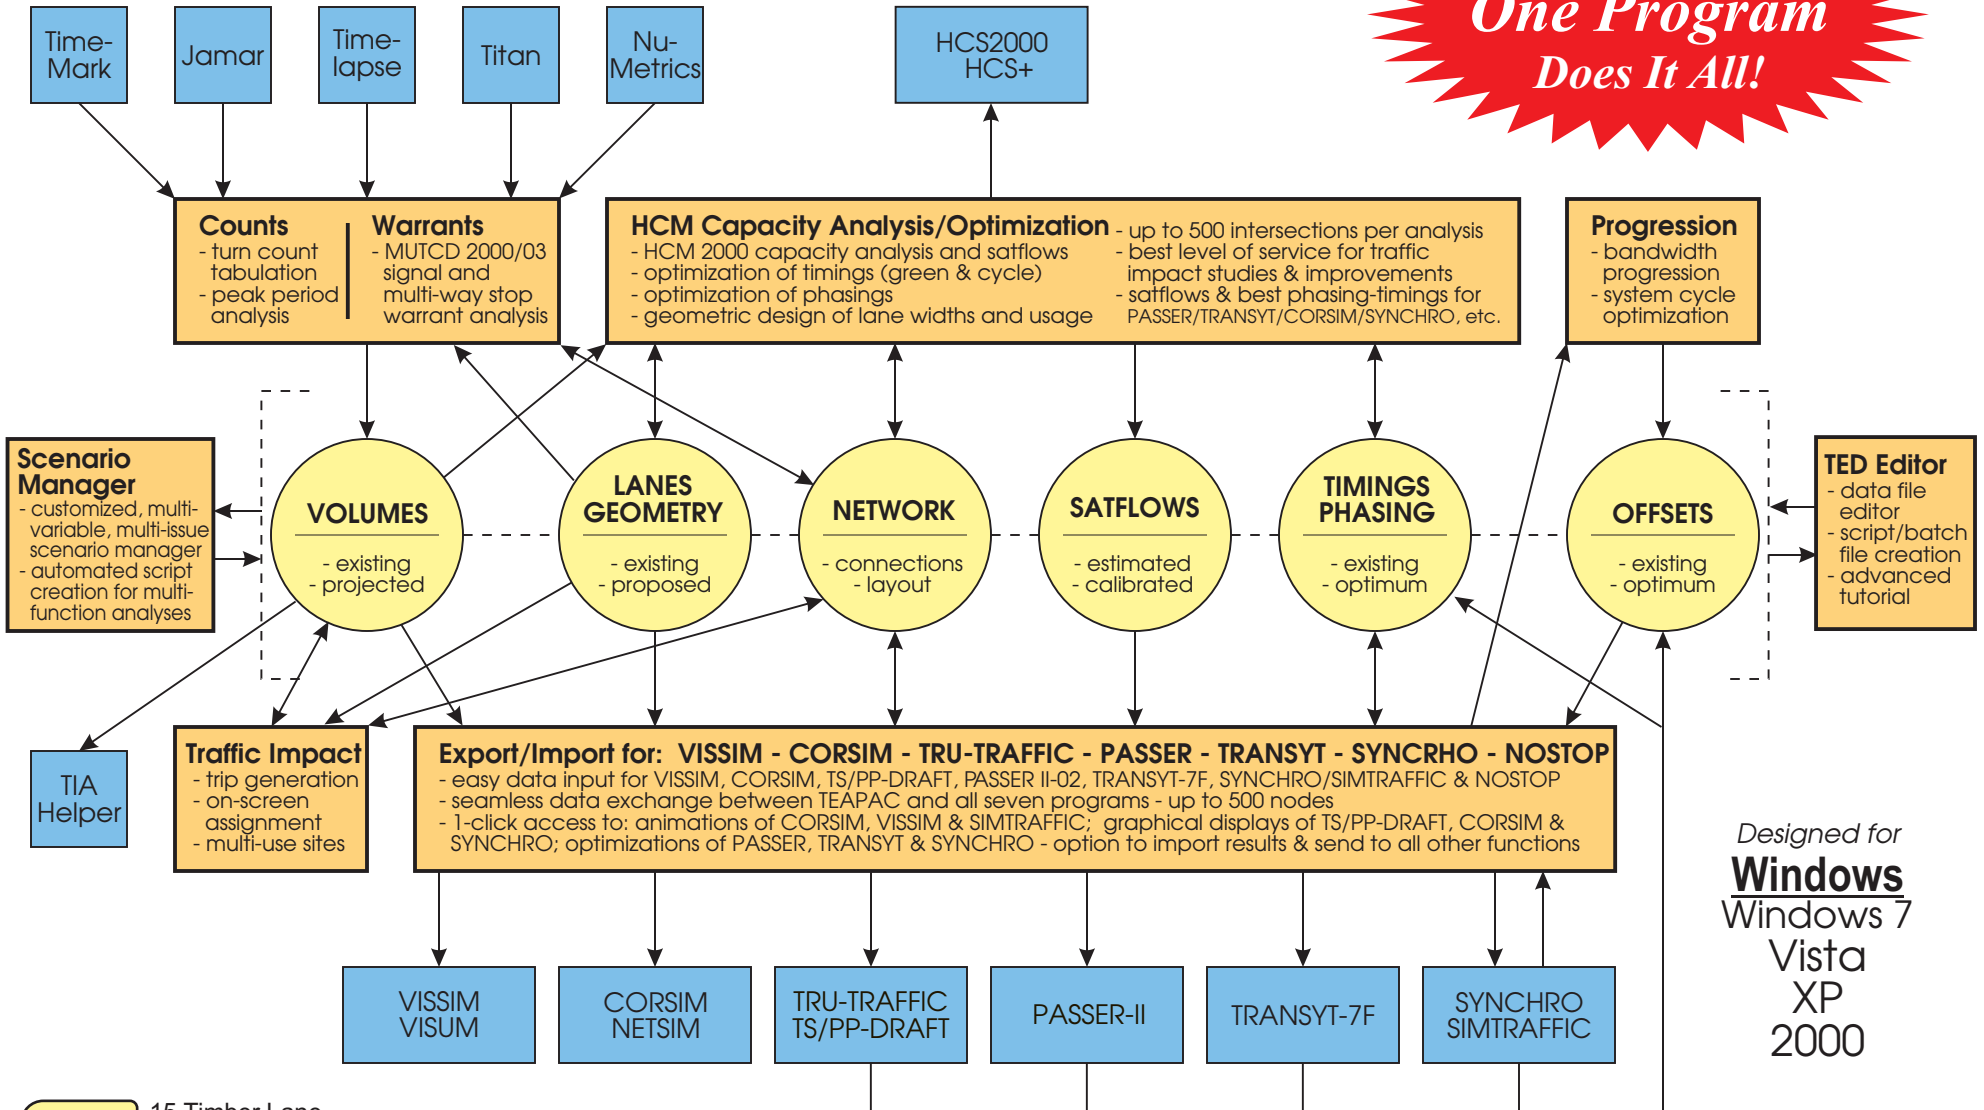 One Program
Does It All!
Time-
Mark
Jamar
Time-
lapse
Titan
Nu-
Metrics
HCS2000
HCS+
Counts
- turn count
tabulation
- peak period
analysis
Warrants
- MUTCD 2000/03
signal and
multi-way stop
warrant analysis
HCM Capacity Analysis/Optimization
- HCM 2000 capacity analysis and satflows
- optimization of timings (green & cycle)
- optimization of phasings
- geometric design of lane widths and usage
- up to 500 intersections per analysis
- best level of service for traffic
impact studies & improvements
- satflows & best phasing-timings for
PASSER/TRANSYT/CORSIM/SYNCHRO, etc.
Progression
- bandwidth
progression
- system cycle
optimization
Scenario
Manager
- customized, multi-
variable, multi-issue
scenario manager
- automated script
creation for multi-
function analyses
VOLUMES
- existing
- projected
LANES
GEOMETRY
- existing
- proposed
NETWORK
- connections
- layout
SATFLOWS
- estimated
- calibrated
TIMINGS
PHASING
- existing
- optimum
OFFSETS
- existing
- optimum
TED Editor
- data file
editor
- script/batch
file creation
- advanced
tutorial
TIA
Helper
Traffic Impact
- trip generation
- on-screen
assignment
- multi-use sites
Export/Import for: VISSIM - CORSIM - TRU-TRAFFIC - PASSER - TRANSYT - SYNCRHO - NOSTOP
- easy data input for VISSIM, CORSIM, TS/PP-DRAFT, PASSER II-02, TRANSYT-7F, SYNCHRO/SIMTRAFFIC & NOSTOP
- seamless data exchange between TEAPAC and all seven programs - up to 500 nodes
- 1-click access to: animations of CORSIM, VISSIM & SIMTRAFFIC; graphical displays of TS/PP-DRAFT, CORSIM &
SYNCHRO; optimizations of PASSER, TRANSYT & SYNCHRO - option to import results & send to all other functions
Designed for
Windows
Windows 7
Vista
XP
2000
VISSIM
VISUM
CORSIM
NETSIM
TRU-TRAFFIC
TS/PP-DRAFT
PASSER-II
TRANSYT-7F
SYNCHRO
SIMTRAFFIC
15 Timber Lane